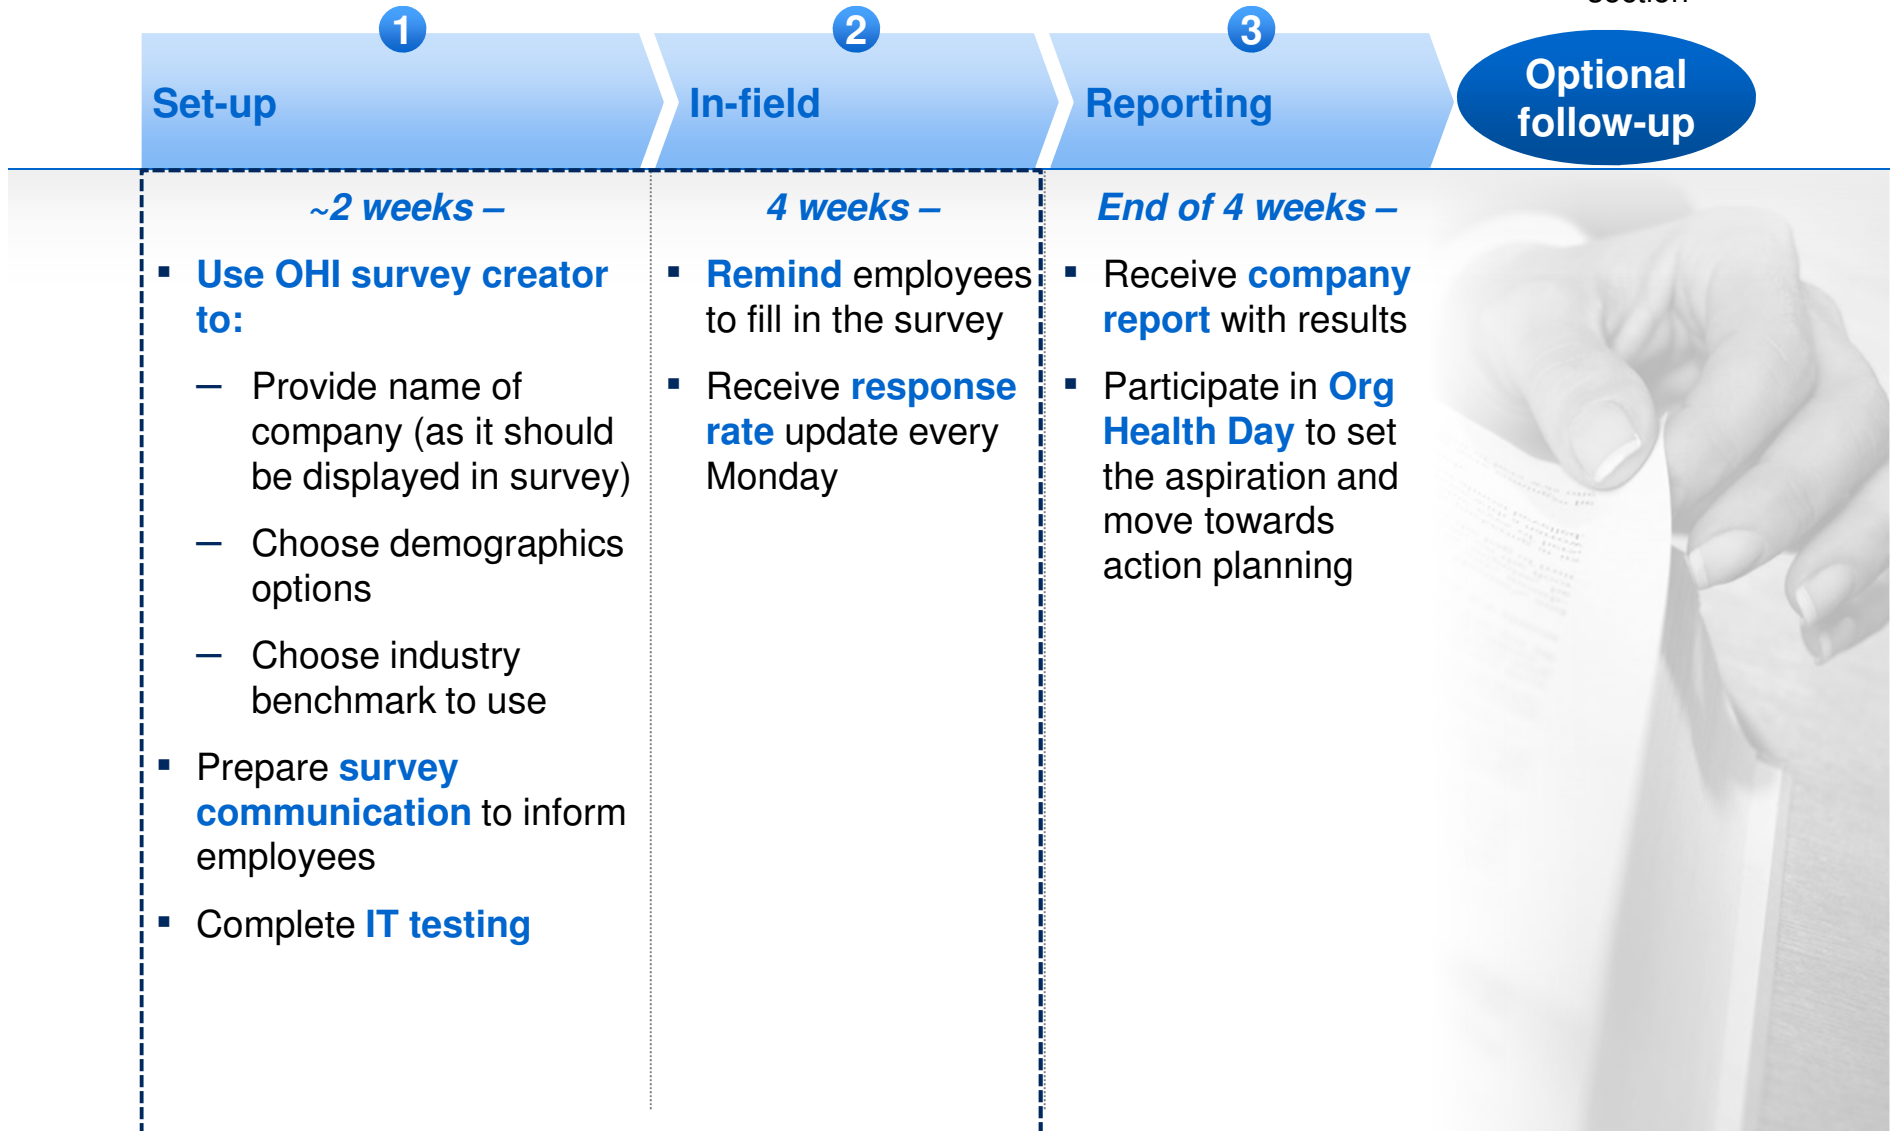 section
1
2
3
Set-up
In-field
Reporting
Optional
follow-up
~2 weeks –
▪ Use OHI survey creator
to:
– Provide name of
company (as it should
be displayed in survey)
– Choose demographics
options
– Choose industry
benchmark to use
▪ Prepare survey
communication to inform
employees
▪ Complete IT testing
4 weeks –
▪ Remind employees
to fill in the survey
▪ Receive response
rate update every
Monday
End of 4 weeks –
▪ Receive company
report with results
▪ Participate in Org
Health Day to set
the aspiration and
move towards
action planning